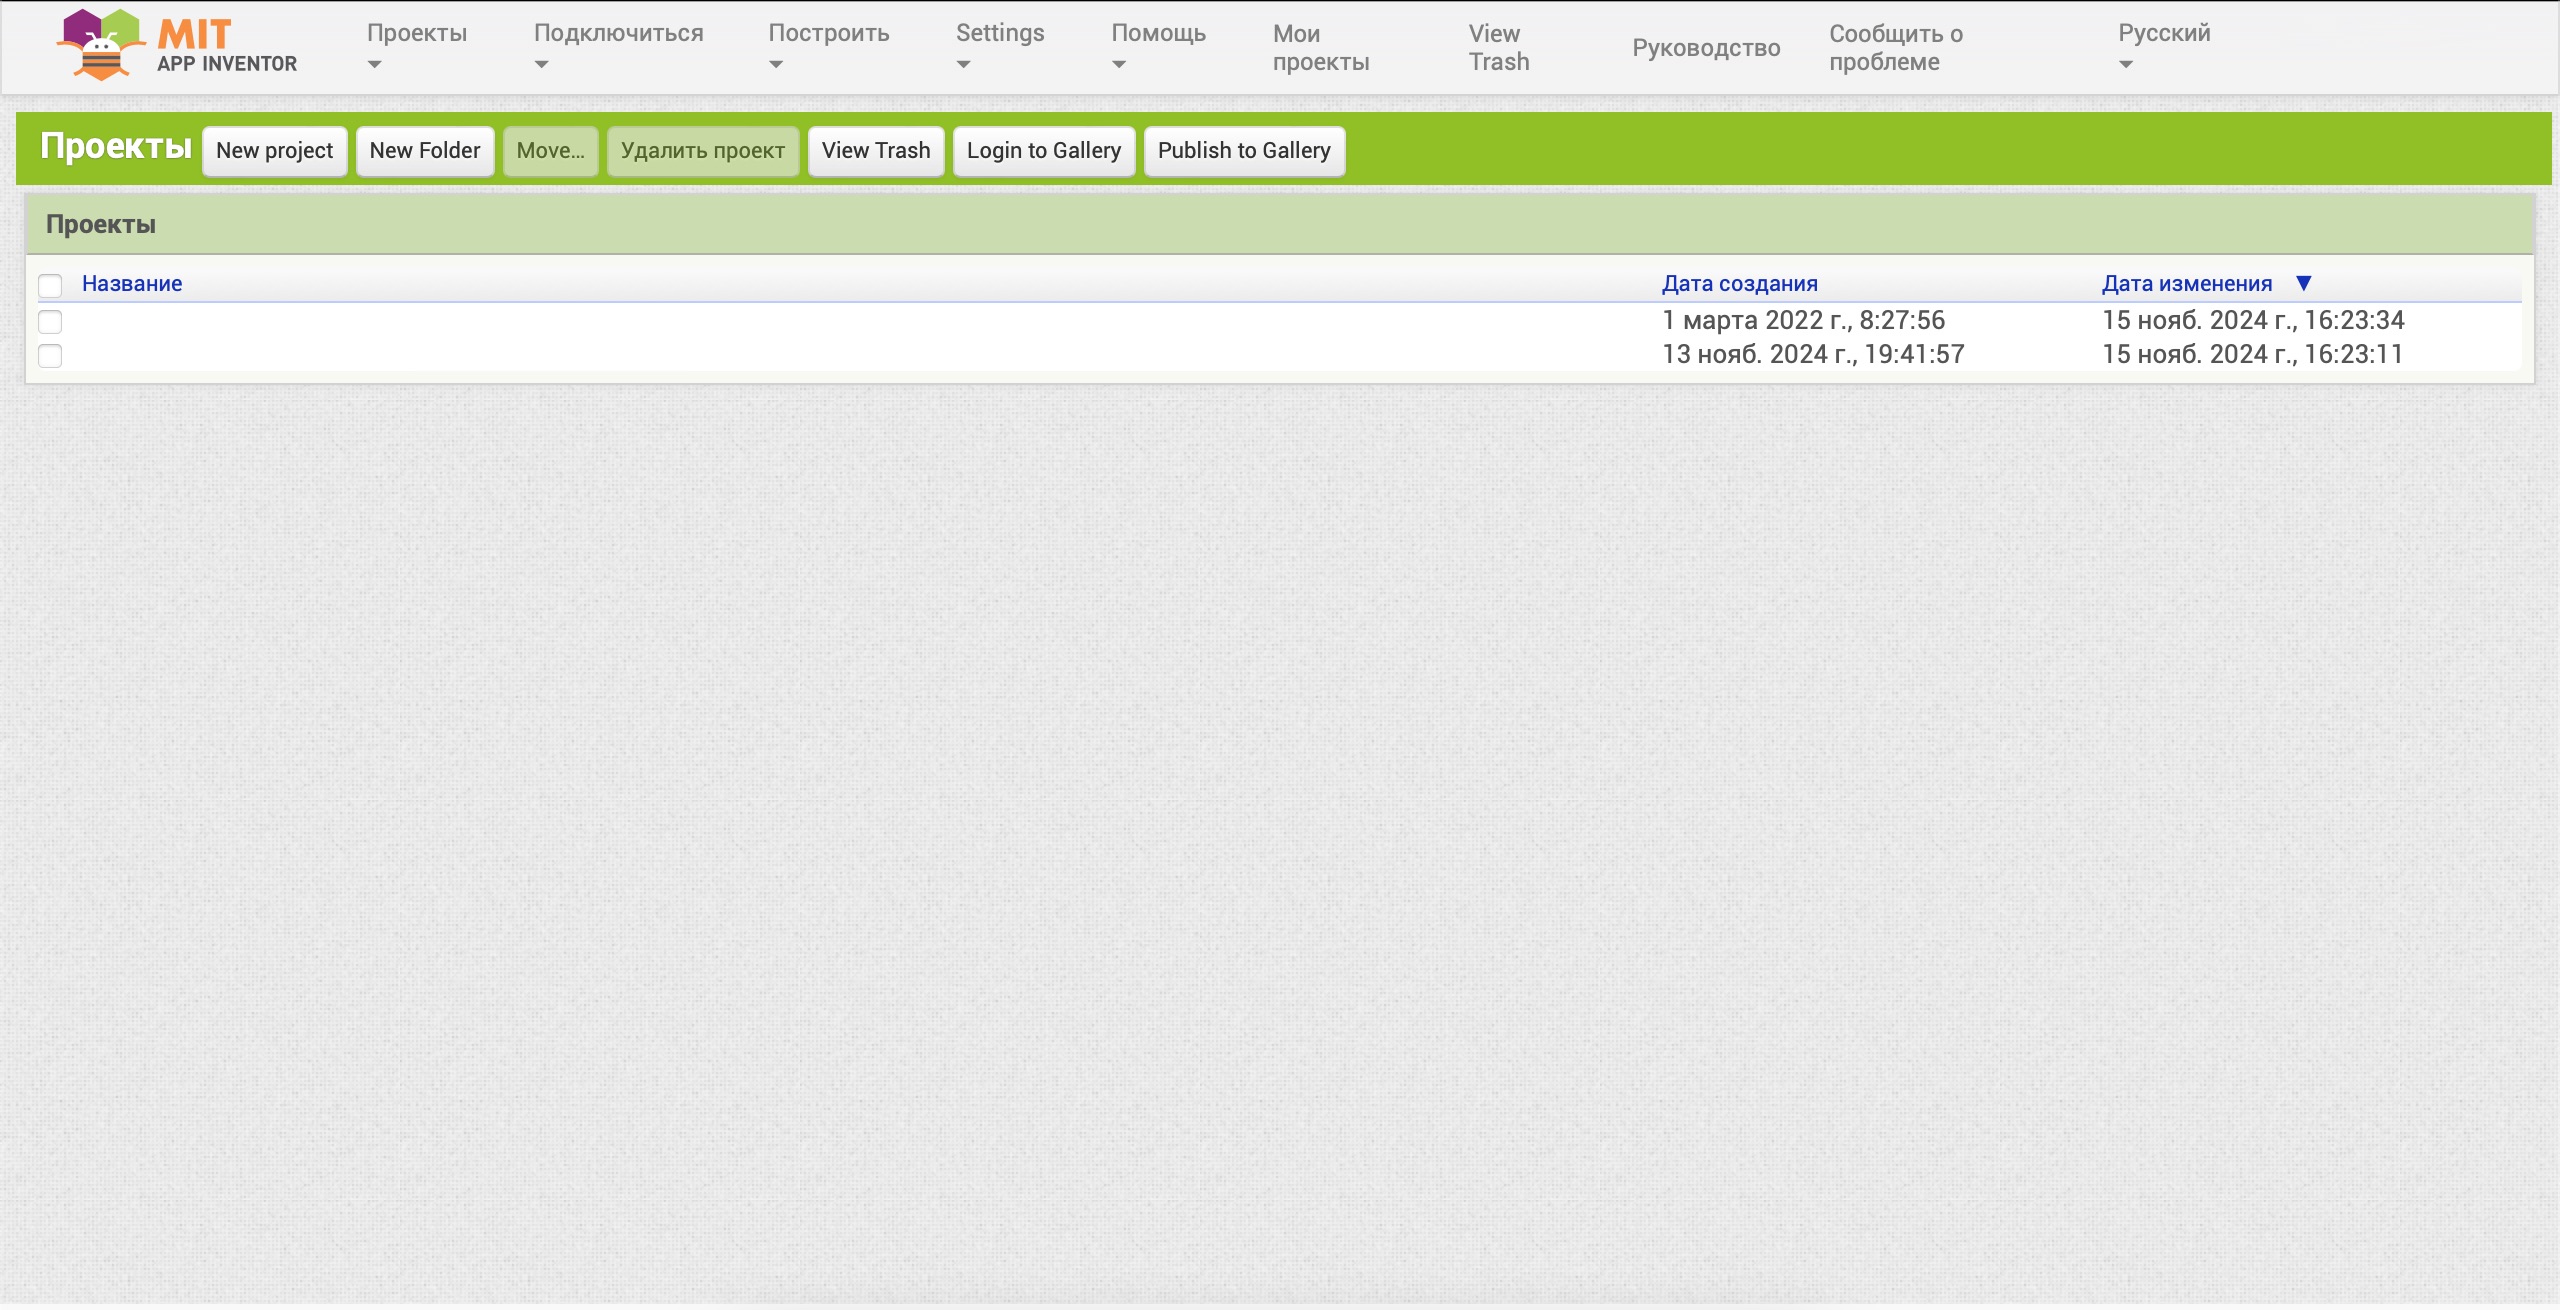 MIT
APP INVENTOR
Проекты
Подключиться
Построить
Settings
Помощь
Мои
проекты
View
Trash
Руководство
Сообщить о
проблеме
Русский
Проекты
New project
New Folder
Move...
Удалить проект
View Trash
Login to Gallery
Publish to Gallery
Проекты
Название
Дата создания
Дата изменения ▼
1 марта 2022 г., 8:27:56
15 нояб. 2024 г., 16:23:34
13 нояб. 2024 г., 19:41:57
15 нояб. 2024 г., 16:23:11